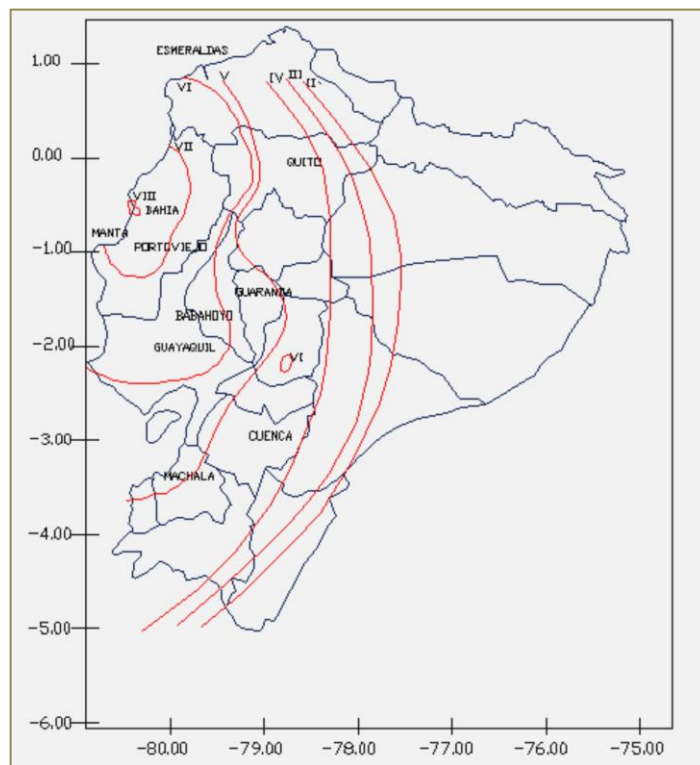 ESMERALDAS
1.00
VI
V
IV
III
II
VII
0.00
QUITO
VIII
BAHIA
MANTA
PORTOVIEJO
-1.00
GUARANDA
BABAHOYO
-2.00
GUAYAQUIL
VI
-3.00
CUENCA
MACHALA
-4.00
-5.00
-6.00
-80.00 -79.00 -78.00 -77.00 -76.00 -75.00